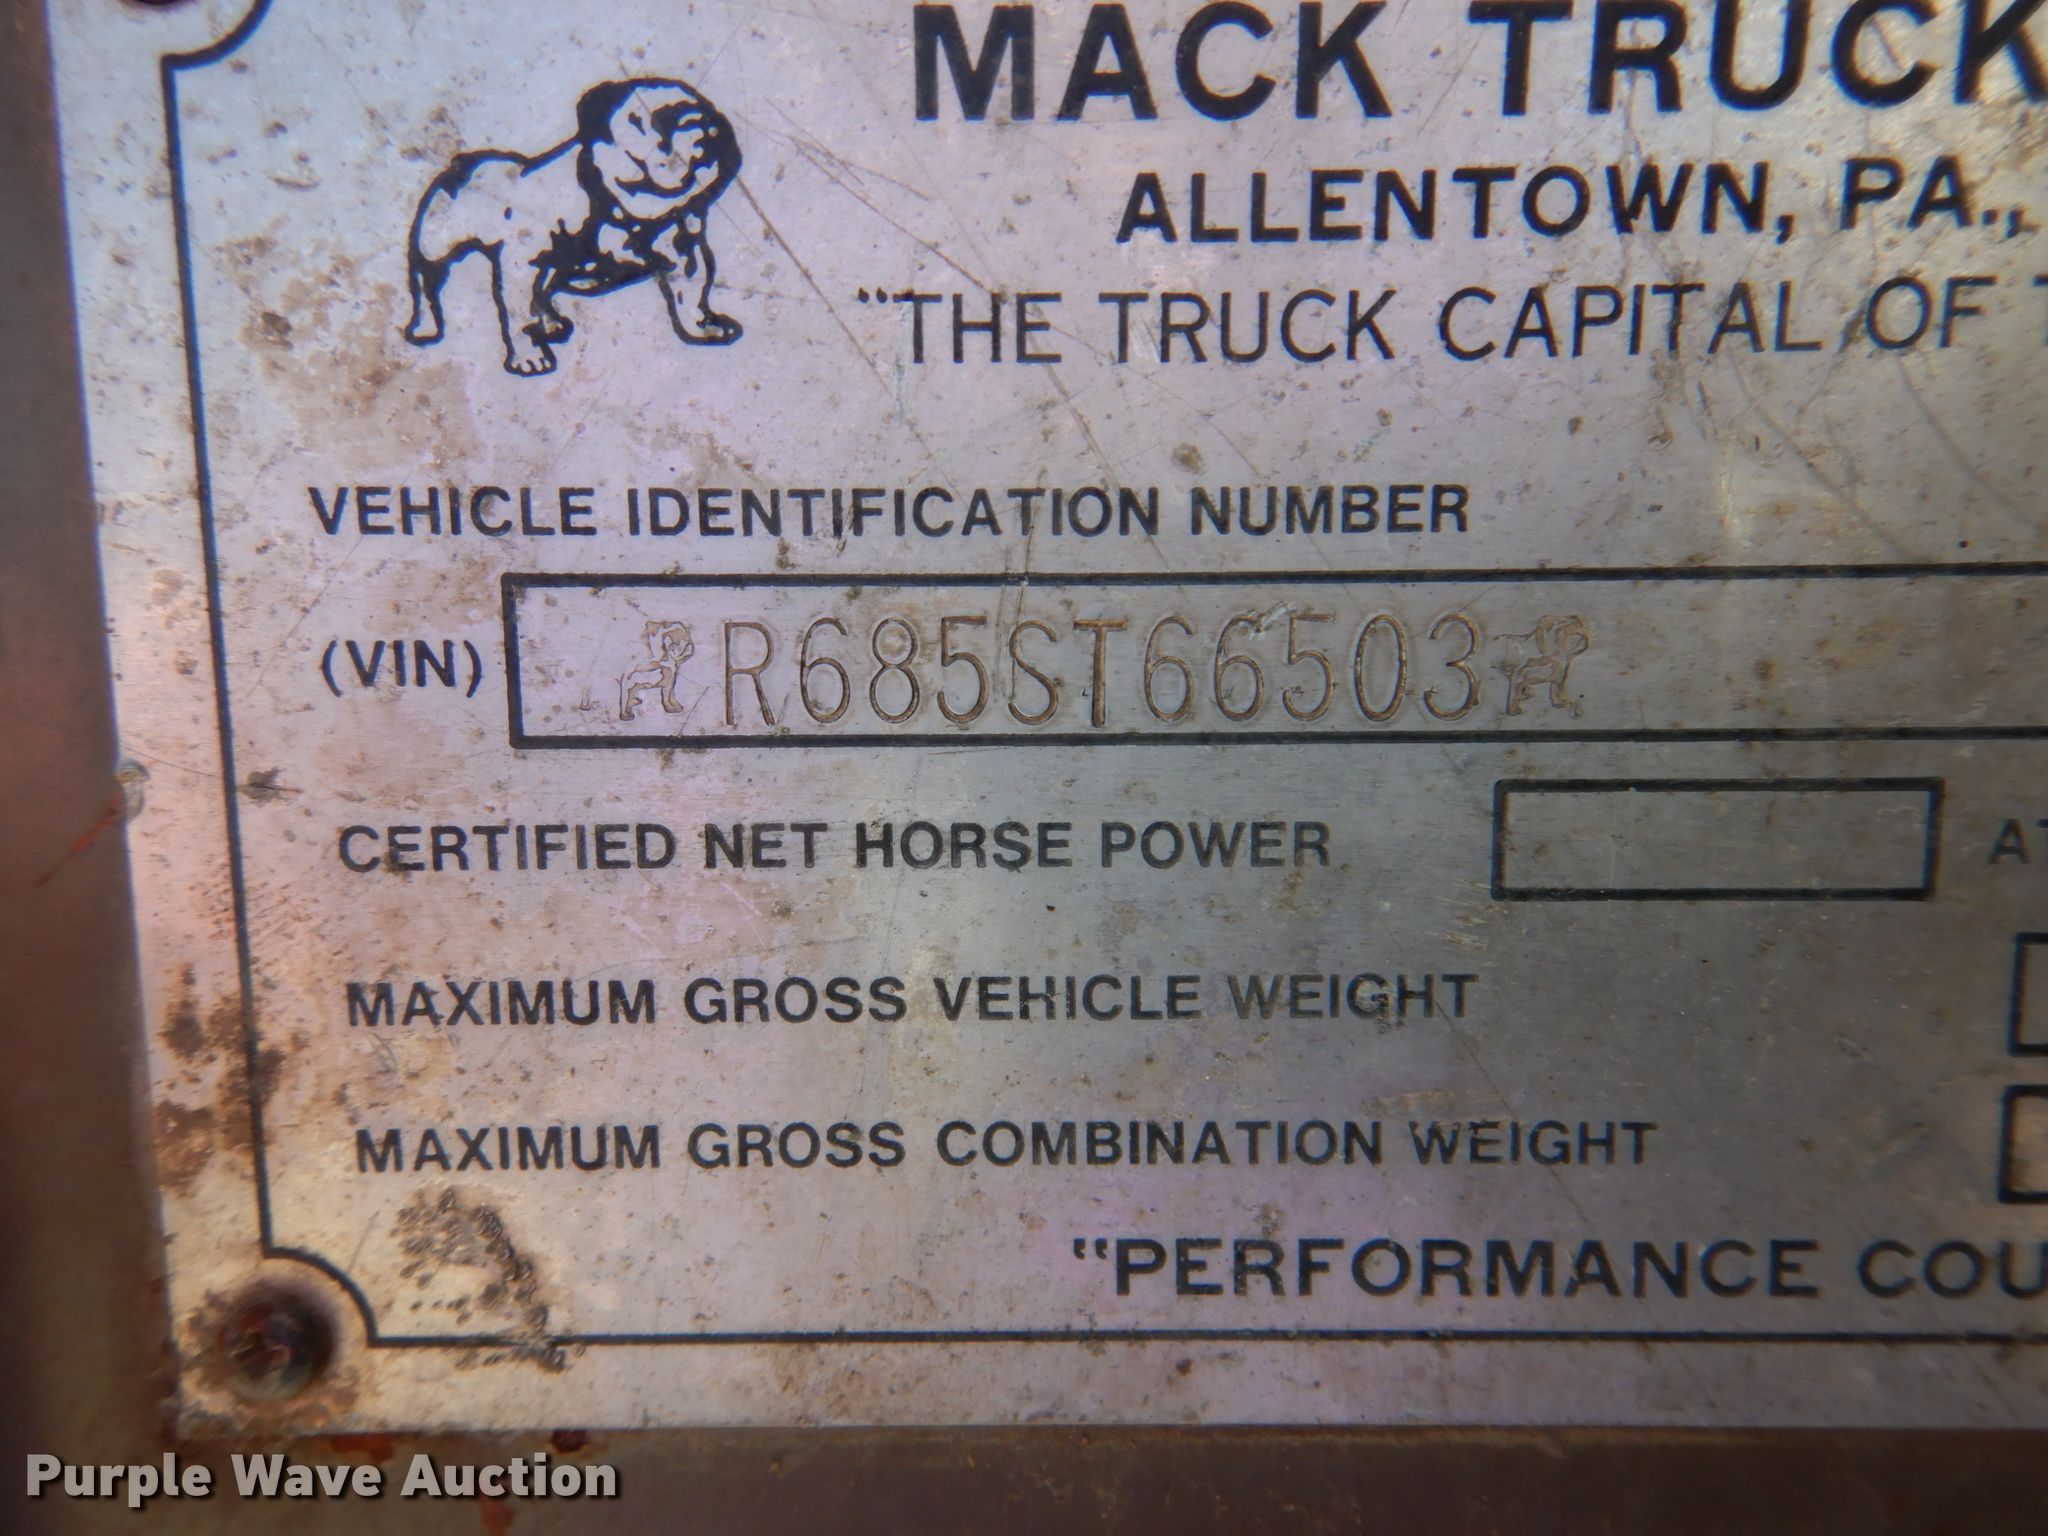 MACK TRUCK
ALLENTOWN, PA.,
"THE TRUCK CAPITAL OF T
VEHICLE IDENTIFICATION NUMBER
(VIN) R685ST66503
CERTIFIED NET HORSE POWER AT
MAXIMUM GROSS VEHICLE WEIGHT
MAXIMUM GROSS COMBINATION WEIGHT
"PERFORMANCE COU
Purple Wave Auction